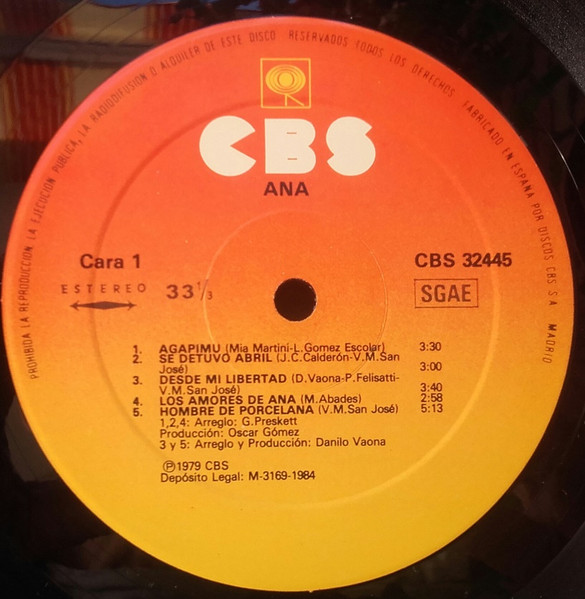 PROHIBIDA LA REPRODUCCION, LA EJECUCION PUBLICA, LA RADIODIFUSION O ALQUILER DE ESTE DISCO RESERVADOS TODOS LOS DERECHOS. FABRICADO EN ESPAÑA POR DISCOS CBS S.A. MADRID
CBS
ANA
Cara 1
CBS 32445
ESTEREO
33 1/3
SGAE
1. AGAPIMU (Mia Martini-L.Gomez Escolar) 3:30
2. SE DETUVO ABRIL (J.C.Calderón-V.M.San
José) 3:00
3. DESDE MI LIBERTAD (D.Vaona-P.Felisatti-
V.M.San José) 3:40
4. LOS AMORES DE ANA (M.Abades) 2:58
5. HOMBRE DE PORCELANA (V.M.San José) 5:13
1,2,4: Arreglo: G.Preskett
Producción: Oscar Gómez
3 y 5: Arreglo y Producción: Danilo Vaona
Ⓟ1979 CBS
Depósito Legal: M-3169-1984